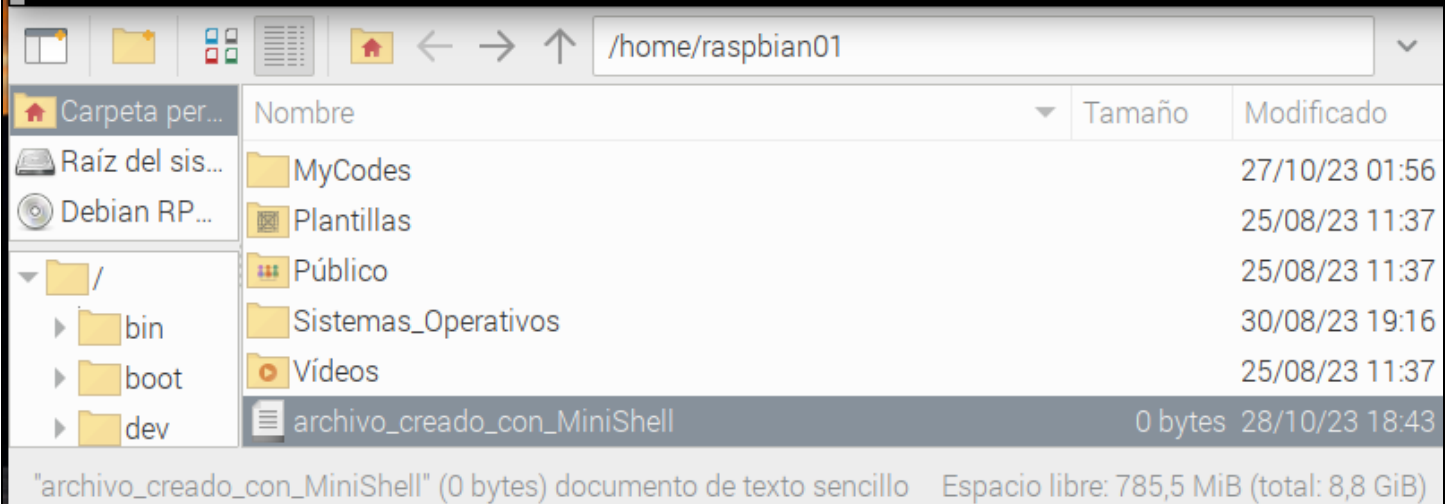 /home/raspbian01
Carpeta per...
Raíz del sis...
Debian RP...
/
bin
boot
dev
Nombre Tamaño Modificado
MyCodes 27/10/23 01:56
Plantillas 25/08/23 11:37
Público 25/08/23 11:37
Sistemas_Operativos 30/08/23 19:16
Vídeos 25/08/23 11:37
archivo_creado_con_MiniShell 0 bytes 28/10/23 18:43
"archivo_creado_con_MiniShell" (0 bytes) documento de texto sencillo Espacio libre: 785,5 MiB (total: 8,8 GiB)